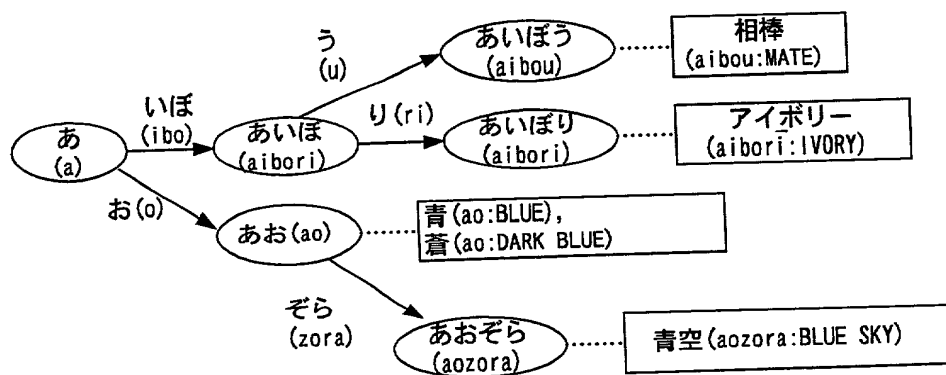 う
(u)
あいぼう
(aibou)
相棒
(aibou:MATE)
いぼ
(ibo)
り(ri)
あ
(a)
あいぼ
(aibori)
あいぼり
(aibori)
アイボリー
(aibori:IVORY)
お(o)
あお(ao)
青(ao:BLUE),
蒼(ao:DARK BLUE)
ぞら
(zora)
あおぞら
(aozora)
青空(aozora:BLUE SKY)